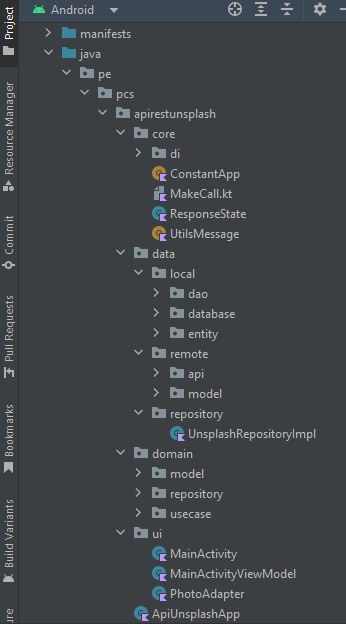 Android
manifests
java
pe
pcs
apirestunsplash
core
di
ConstantApp
MakeCall.kt
ResponseState
UtilsMessage
data
local
dao
database
entity
remote
api
model
repository
UnsplashRepositoryImpl
domain
model
repository
usecase
ui
MainActivity
MainActivityViewModel
PhotoAdapter
ApiUnsplashApp
Project
Resource Manager
Commit
Pull Requests
Bookmarks
Build Variants